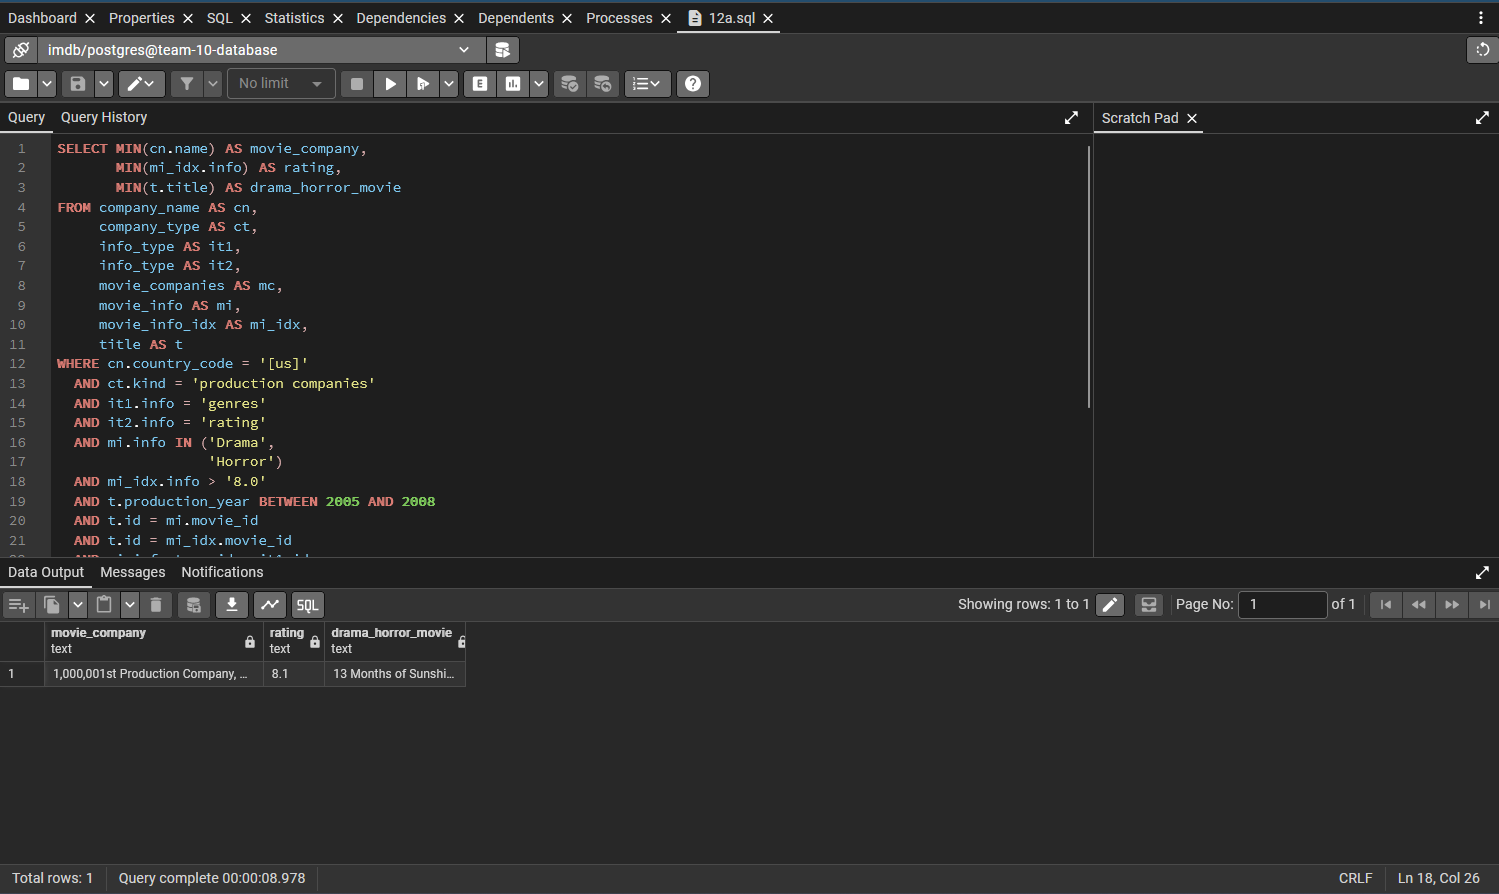 Dashboard Properties SQL Statistics Dependencies Dependents Processes 12a.sql
imdb/postgres@team-10-database
No limit
Query Query History
Scratch Pad
1 SELECT MIN(cn.name) AS movie_company,
2 MIN(mi_idx.info) AS rating,
3 MIN(t.title) AS drama_horror_movie
4 FROM company_name AS cn,
5 company_type AS ct,
6 info_type AS it1,
7 info_type AS it2,
8 movie_companies AS mc,
9 movie_info AS mi,
10 movie_info_idx AS mi_idx,
11 title AS t
12 WHERE cn.country_code = '[us]'
13 AND ct.kind = 'production companies'
14 AND it1.info = 'genres'
15 AND it2.info = 'rating'
16 AND mi.info IN ('Drama',
17 'Horror')
18 AND mi_idx.info > '8.0'
19 AND t.production_year BETWEEN 2005 AND 2008
20 AND t.id = mi.movie_id
21 AND t.id = mi_idx.movie_id
Data Output Messages Notifications
SQL Showing rows: 1 to 1 Page No: 1 of 1
movie_company rating drama_horror_movie
text text text
1 1,000,001st Production Company, ... 8.1 13 Months of Sunshi...
Total rows: 1 Query complete 00:00:08.978 CRLF Ln 18, Col 26